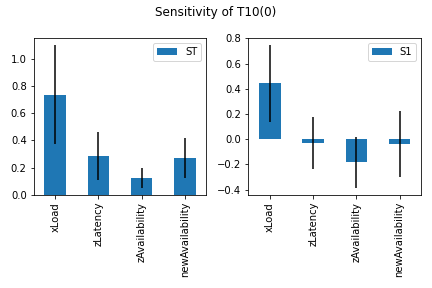 Sensitivity of T10(0)
ST
1.0
0.8
0.6
0.4
0.2
0.0
xLoad
zLatency
zAvailability
newAvailability
S1
0.8
0.6
0.4
0.2
0.0
−0.2
−0.4
xLoad
zLatency
zAvailability
newAvailability